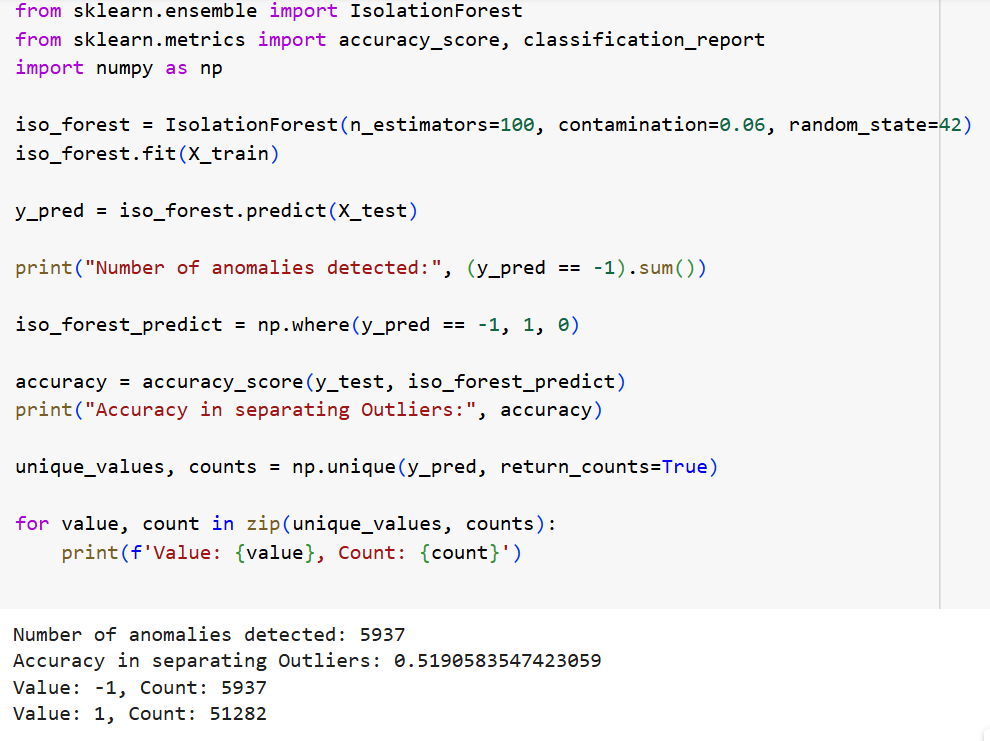 from sklearn.ensemble import IsolationForest
from sklearn.metrics import accuracy_score, classification_report
import numpy as np
iso_forest = IsolationForest(n_estimators=100, contamination=0.06, random_state=42)
iso_forest.fit(X_train)
y_pred = iso_forest.predict(X_test)
print("Number of anomalies detected:", (y_pred == -1).sum())
iso_forest_predict = np.where(y_pred == -1, 1, 0)
accuracy = accuracy_score(y_test, iso_forest_predict)
print("Accuracy in separating Outliers:", accuracy)
unique_values, counts = np.unique(y_pred, return_counts=True)
for value, count in zip(unique_values, counts):
    print(f'Value: {value}, Count: {count}')
Number of anomalies detected: 5937
Accuracy in separating Outliers: 0.5190583547423059
Value: -1, Count: 5937
Value: 1, Count: 51282